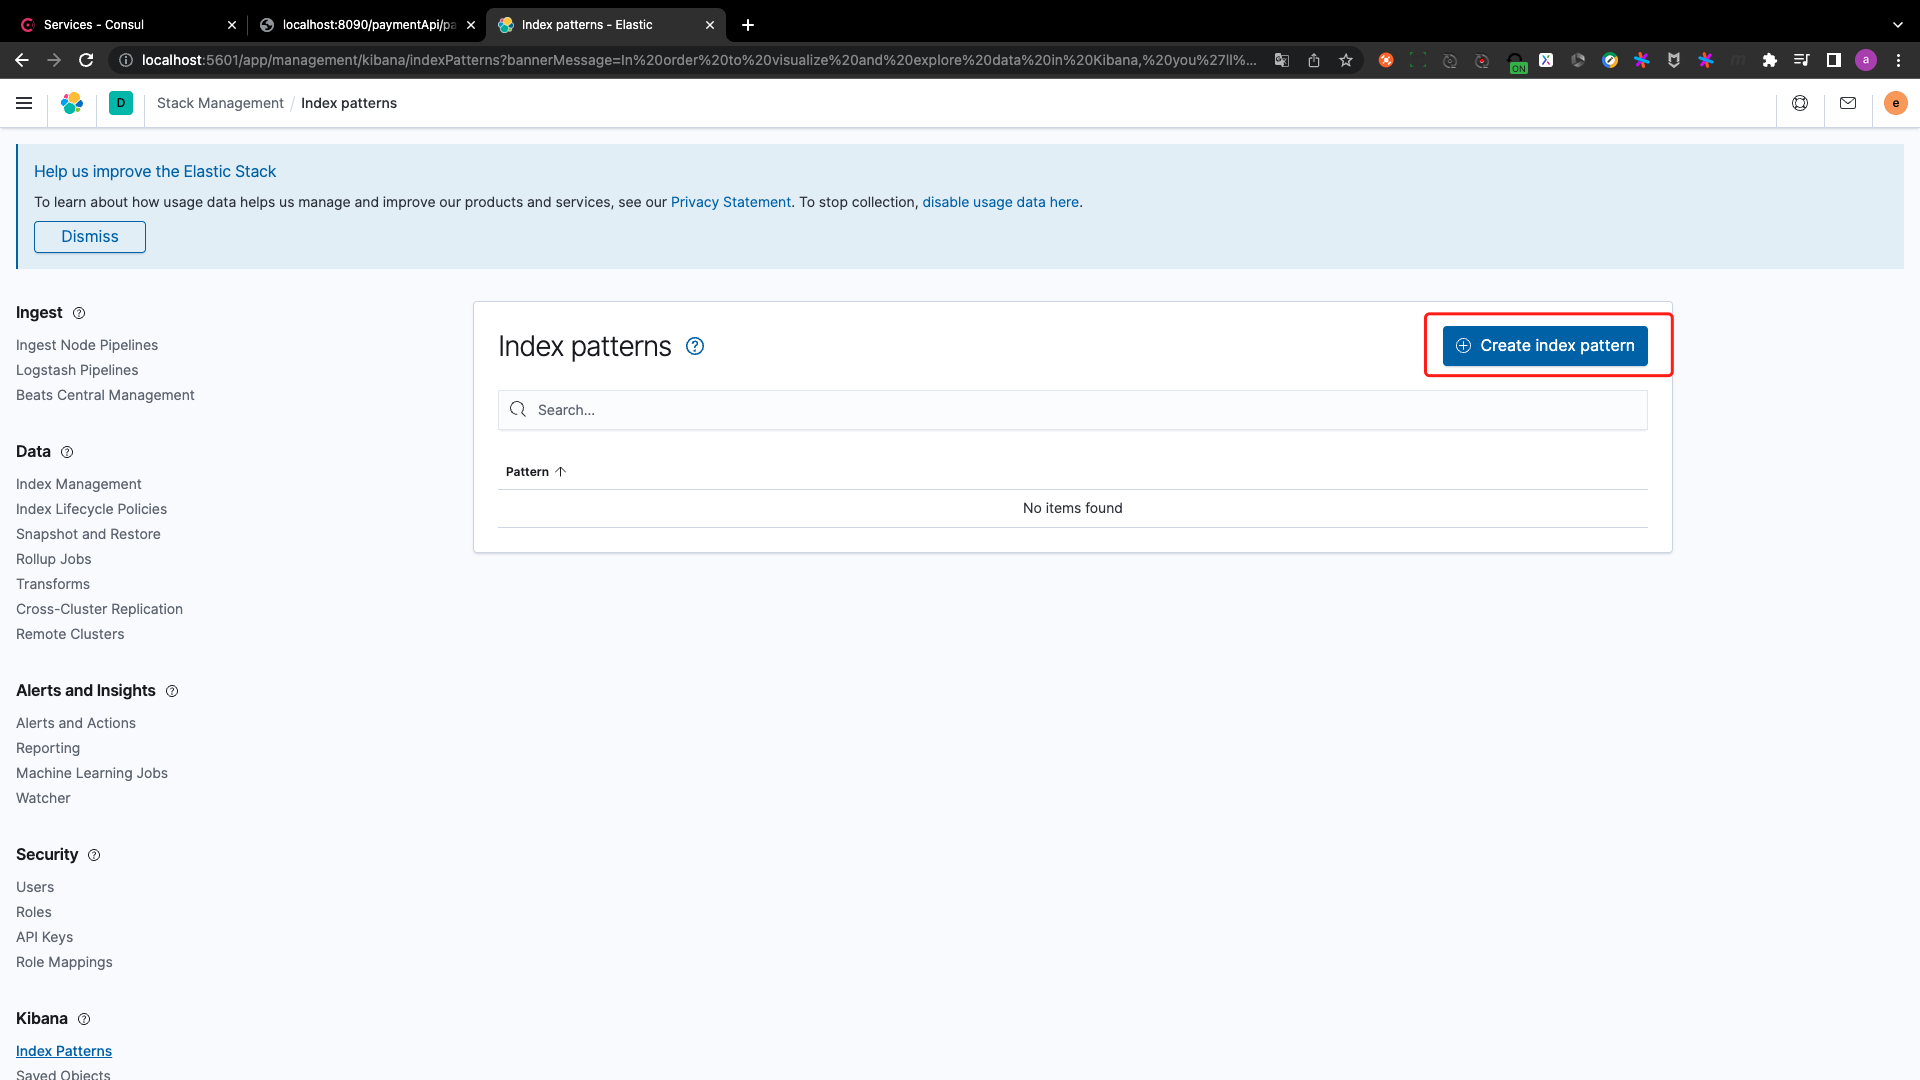 Services - Consul
localhost:8090/paymentApi/pa
Index patterns - Elastic
localhost:5601/app/management/kibana/indexPatterns?bannerMessage=In%20order%20to%20visualize%20and%20explore%20data%20in%20Kibana,%20you%27ll%...
ON
a
D
Stack Management / Index patterns
e
Help us improve the Elastic Stack
To learn about how usage data helps us manage and improve our products and services, see our Privacy Statement. To stop collection, disable usage data here.
Dismiss
Ingest
Ingest Node Pipelines
Logstash Pipelines
Beats Central Management
Data
Index Management
Index Lifecycle Policies
Snapshot and Restore
Rollup Jobs
Transforms
Cross-Cluster Replication
Remote Clusters
Alerts and Insights
Alerts and Actions
Reporting
Machine Learning Jobs
Watcher
Security
Users
Roles
API Keys
Role Mappings
Kibana
Index Patterns
Saved Objects
Index patterns
Create index pattern
Search...
Pattern
No items found